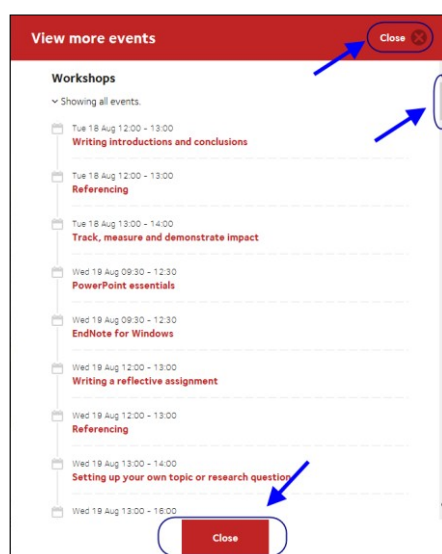 View more events
Close
Workshops
Showing all events.
Tue 18 Aug 12:00 - 13:00
Writing introductions and conclusions
Tue 18 Aug 12:00 - 13:00
Referencing
Tue 18 Aug 13:00 - 14:00
Track, measure and demonstrate impact
Wed 19 Aug 09:30 - 12:30
PowerPoint essentials
Wed 19 Aug 09:30 - 12:30
EndNote for Windows
Wed 19 Aug 12:00 - 13:00
Writing a reflective assignment
Wed 19 Aug 12:00 - 13:00
Referencing
Wed 19 Aug 13:00 - 14:00
Setting up your own topic or research question
Wed 19 Aug 13:00 - 16:00
Close